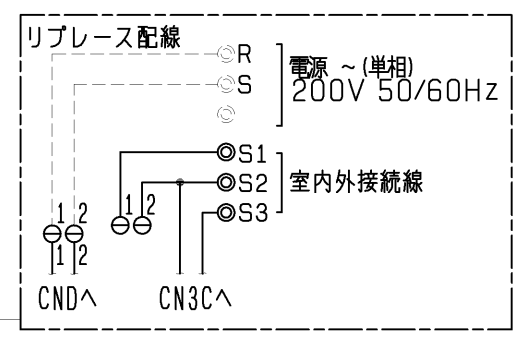 リプレース配線
R
電源 ~ (単相)
200V 50/60Hz
S
S1
S2
室内外接続線
S3
1 2
1 2
1 2
CNDへ
CN3Cへ